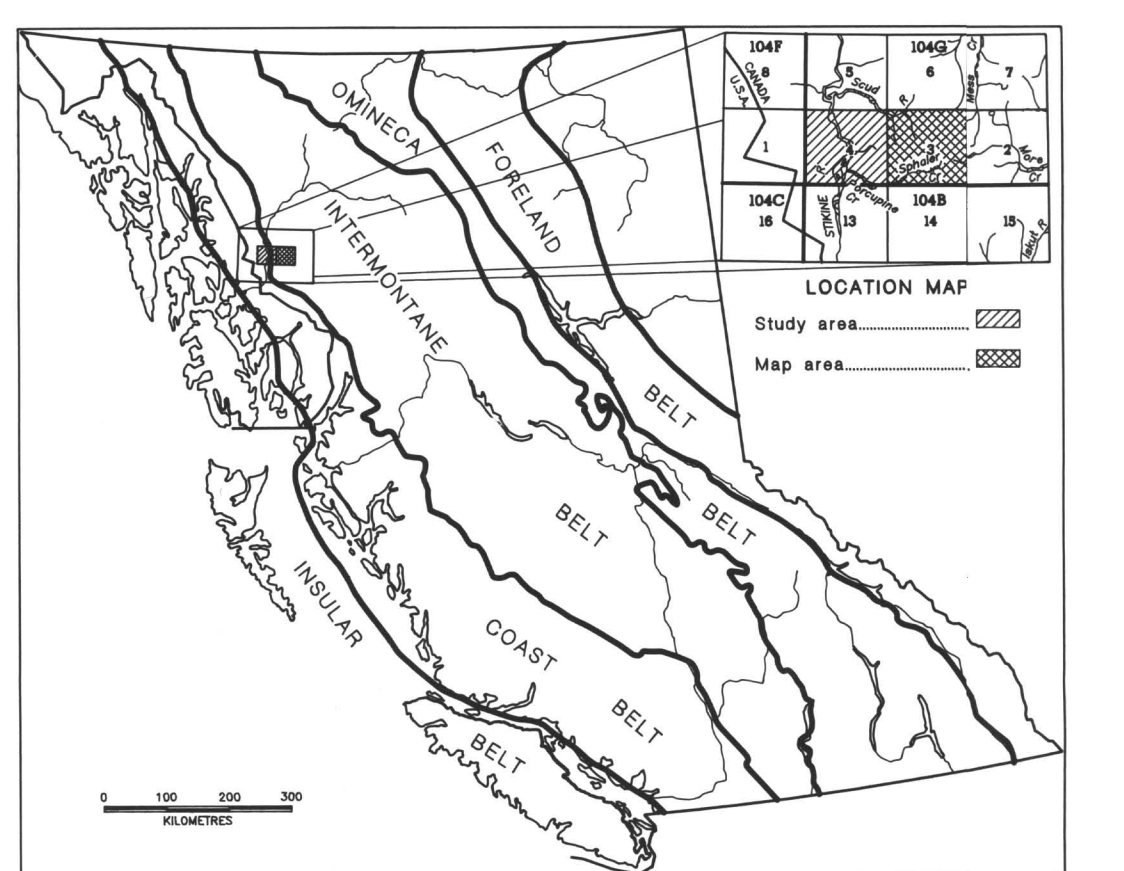 104F
104G
8
5
6
7
CANADA
U.S.A.
Scud
R
Mess Cr
1
4
3
2
R
Sphaler Cr
More Cr
104C
104B
16
13
14
15
STIKINE
Porcupine Cr
Iskut R
LOCATION MAP
Study area
Map area
OMINECA
FORELAND
INTERMONTANE
BELT
BELT
BELT
INSULAR
COAST
BELT
BELT
0 100 200 300
KILOMETRES